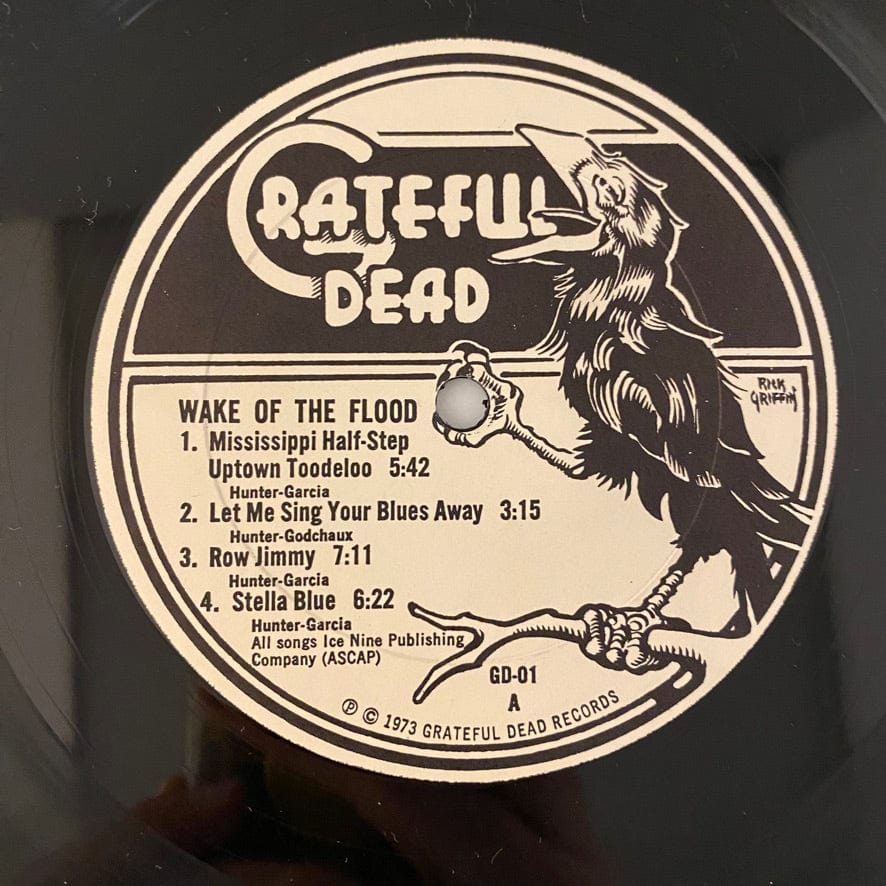 GRATEFUL
DEAD
RICK
GRIFFIN
WAKE OF THE FLOOD
1. Mississippi Half-Step
Uptown Toodeloo 5:42
Hunter-Garcia
2. Let Me Sing Your Blues Away 3:15
Hunter-Godchaux
3. Row Jimmy 7:11
Hunter-Garcia
4. Stella Blue 6:22
Hunter-Garcia
All songs Ice Nine Publishing
Company (ASCAP)
GD-01
A
℗ © 1973 GRATEFUL DEAD RECORDS